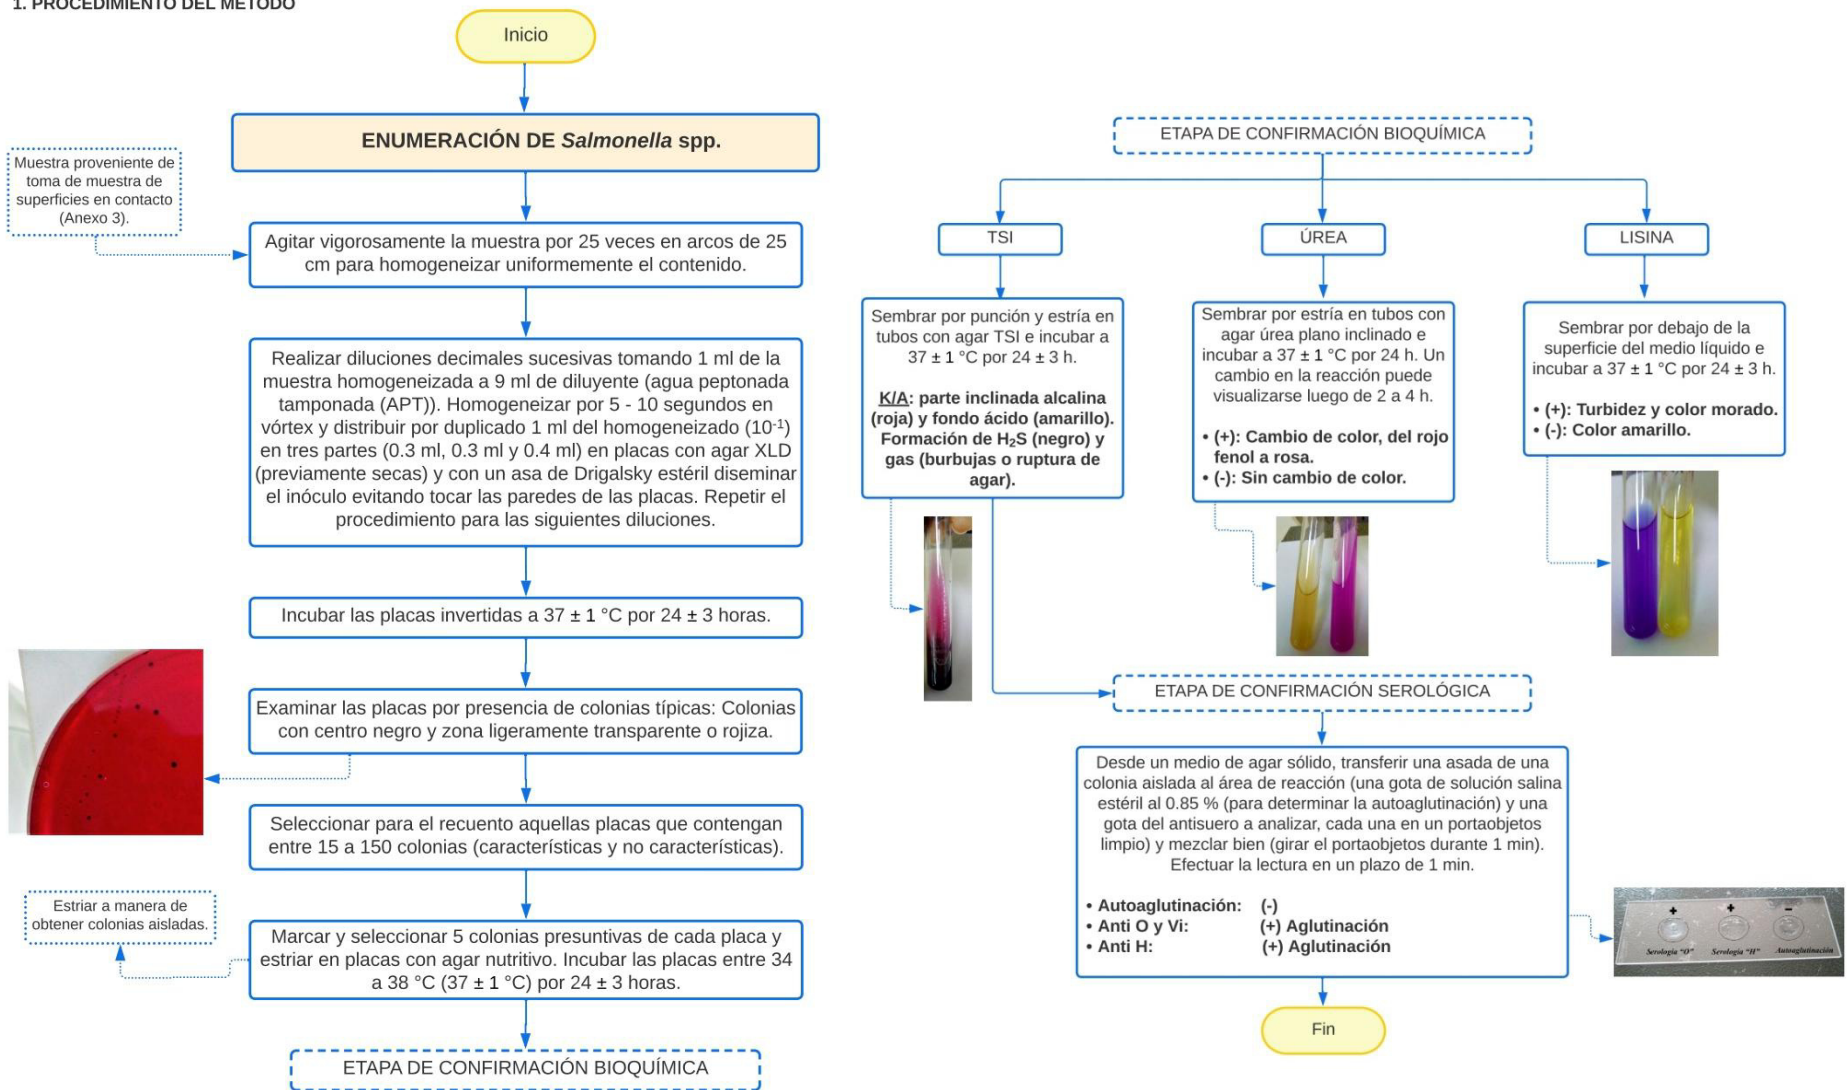 1. PROCEDIMIENTO DEL MÉTODO
Inicio
ENUMERACIÓN DE Salmonella spp.
Muestra proveniente de
toma de muestra de
superficies en contacto
(Anexo 3).
Agitar vigorosamente la muestra por 25 veces en arcos de 25
cm para homogeneizar uniformemente el contenido.
Realizar diluciones decimales sucesivas tomando 1 ml de la
muestra homogeneizada a 9 ml de diluyente (agua peptonada
tamponada (APT)). Homogeneizar por 5 - 10 segundos en
vórtex y distribuir por duplicado 1 ml del homogeneizado (10⁻¹)
en tres partes (0.3 ml, 0.3 ml y 0.4 ml) en placas con agar XLD
(previamente secas) y con un asa de Drigalsky estéril diseminar
el inóculo evitando tocar las paredes de las placas. Repetir el
procedimiento para las siguientes diluciones.
Incubar las placas invertidas a 37 ± 1 °C por 24 ± 3 horas.
Examinar las placas por presencia de colonias típicas: Colonias
con centro negro y zona ligeramente transparente o rojiza.
Seleccionar para el recuento aquellas placas que contengan
entre 15 a 150 colonias (características y no características).
Estriar a manera de
obtener colonias aisladas.
Marcar y seleccionar 5 colonias presuntivas de cada placa y
estriar en placas con agar nutritivo. Incubar las placas entre 34
a 38 °C (37 ± 1 °C) por 24 ± 3 horas.
ETAPA DE CONFIRMACIÓN BIOQUÍMICA
ETAPA DE CONFIRMACIÓN BIOQUÍMICA
TSI
Sembrar por punción y estría en
tubos con agar TSI e incubar a
37 ± 1 °C por 24 ± 3 h.
K/A: parte inclinada alcalina
(roja) y fondo ácido (amarillo).
Formación de H₂S (negro) y
gas (burbujas o ruptura de
agar).
ÚREA
Sembrar por estría en tubos con
agar úrea plano inclinado e
incubar a 37 ± 1 °C por 24 h. Un
cambio en la reacción puede
visualizarse luego de 2 a 4 h.
• (+): Cambio de color, del rojo
fenol a rosa.
• (-): Sin cambio de color.
LISINA
Sembrar por debajo de la
superficie del medio líquido e
incubar a 37 ± 1 °C por 24 ± 3 h.
• (+): Turbidez y color morado.
• (-): Color amarillo.
ETAPA DE CONFIRMACIÓN SEROLÓGICA
Desde un medio de agar sólido, transferir una asada de una
colonia aislada al área de reacción (una gota de solución salina
estéril al 0.85 % (para determinar la autoaglutinación) y una
gota del antisuero a analizar, cada una en un portaobjetos
limpio) y mezclar bien (girar el portaobjetos durante 1 min).
Efectuar la lectura en un plazo de 1 min.
• Autoaglutinación: (-)
• Anti O y Vi: (+) Aglutinación
• Anti H: (+) Aglutinación
+ + −
Serología "O" Serología "H" Autoaglutinación
Fin